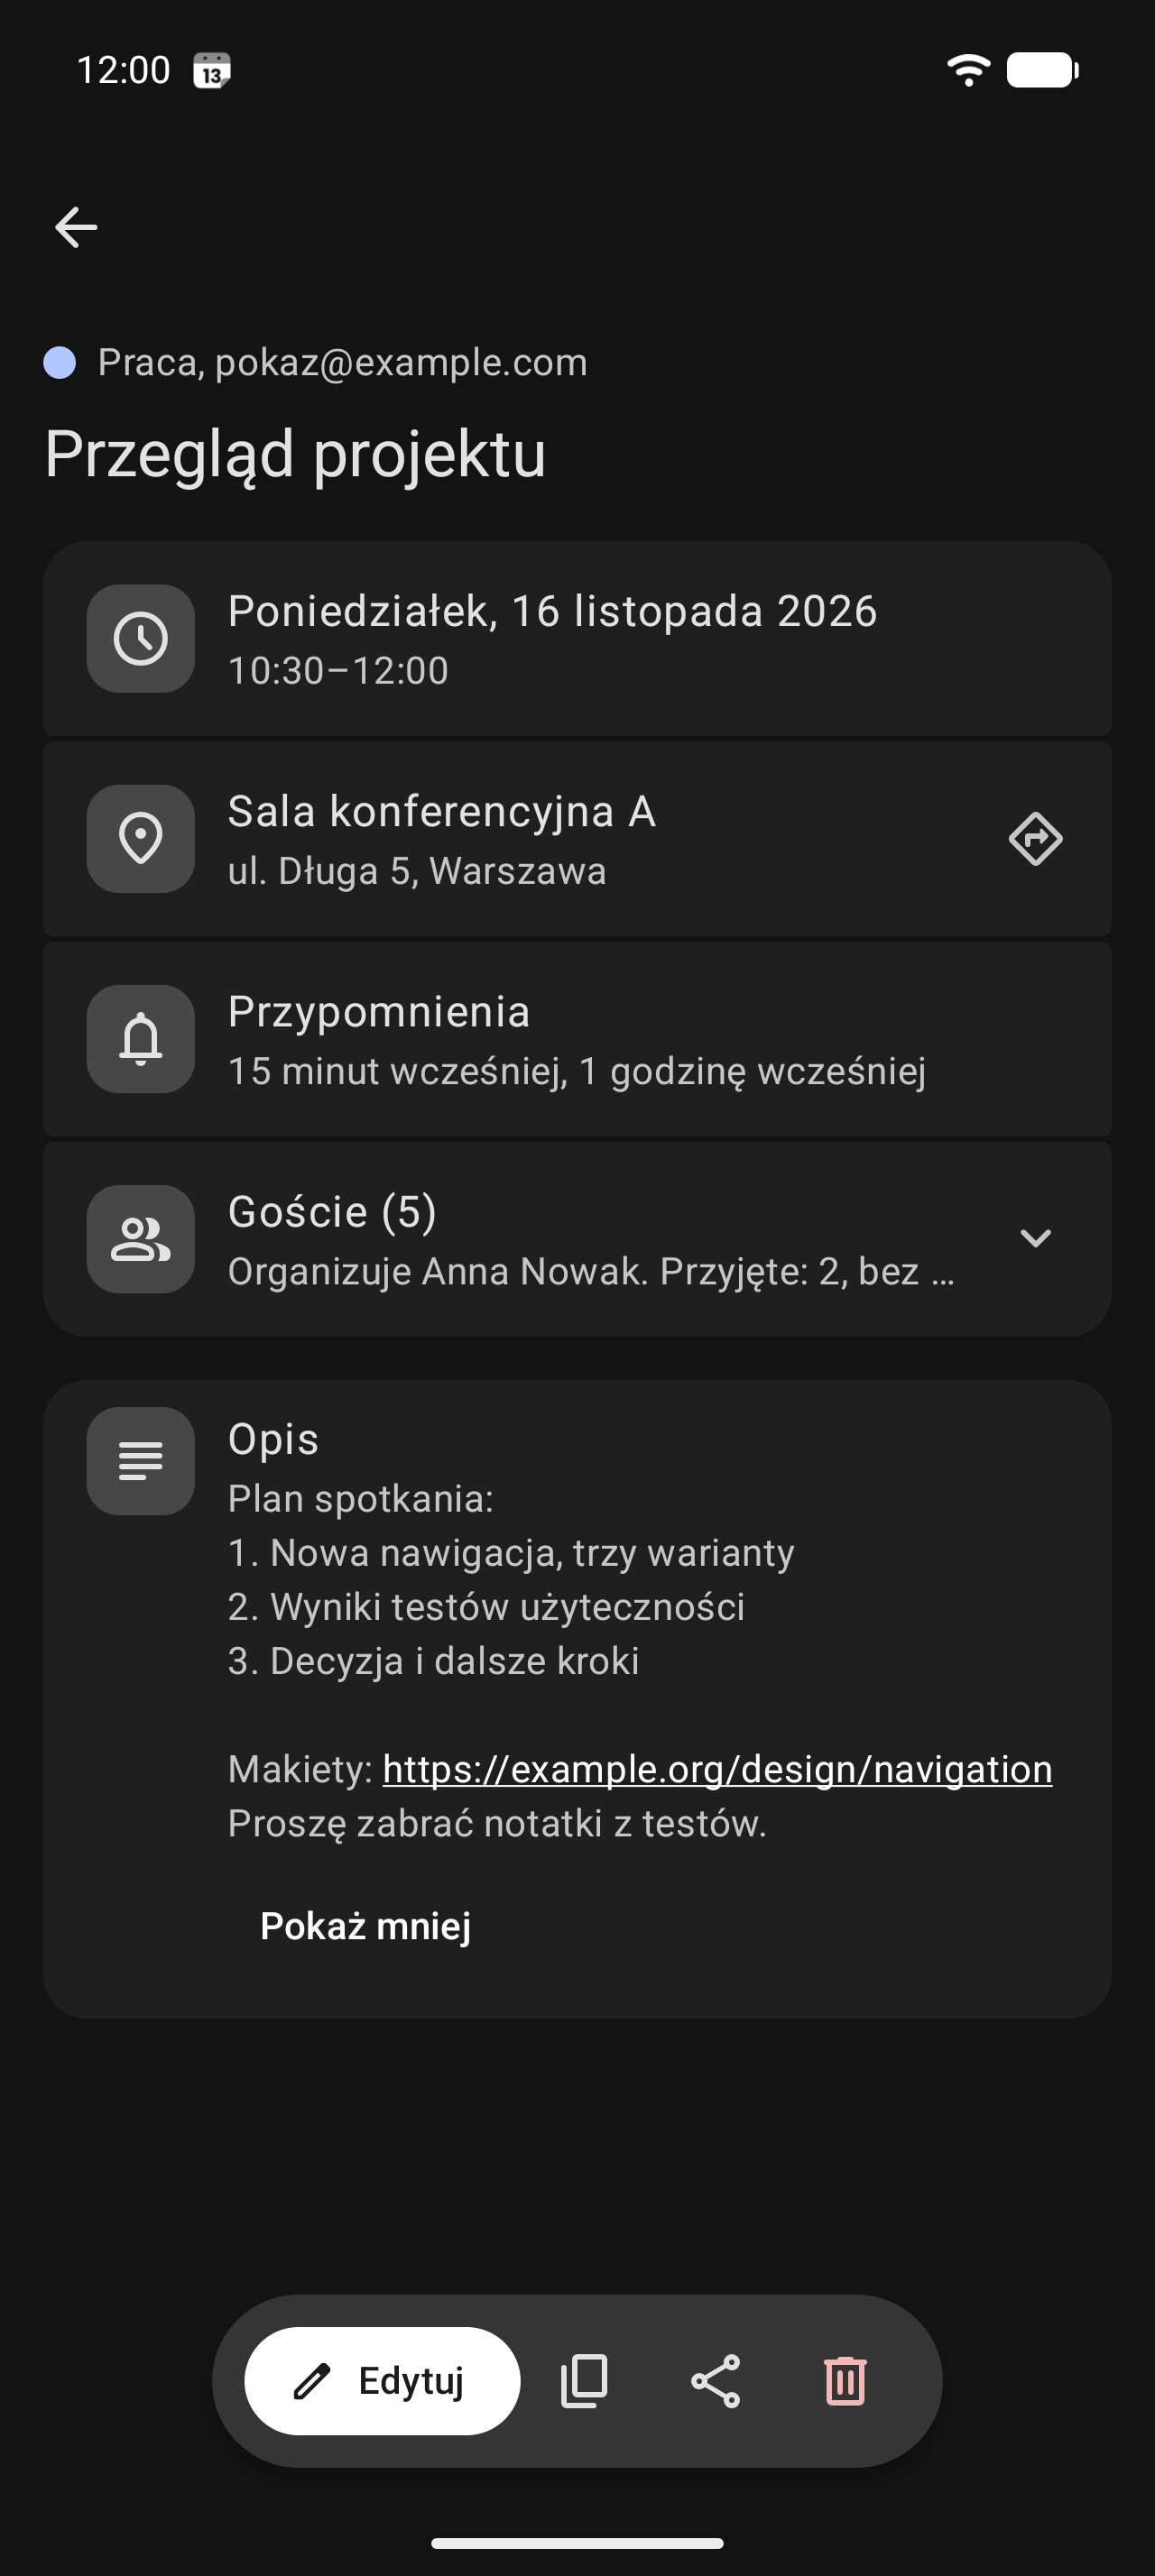 12:00
13
Praca, pokaz@example.com
Przegląd projektu
Poniedziałek, 16 listopada 2026
10:30–12:00
Sala konferencyjna A
ul. Długa 5, Warszawa
Przypomnienia
15 minut wcześniej, 1 godzinę wcześniej
Goście (5)
Organizuje Anna Nowak. Przyjęte: 2, bez …
Opis
Plan spotkania:
1. Nowa nawigacja, trzy warianty
2. Wyniki testów użyteczności
3. Decyzja i dalsze kroki
Makiety: https://example.org/design/navigation
Proszę zabrać notatki z testów.
Pokaż mniej
Edytuj